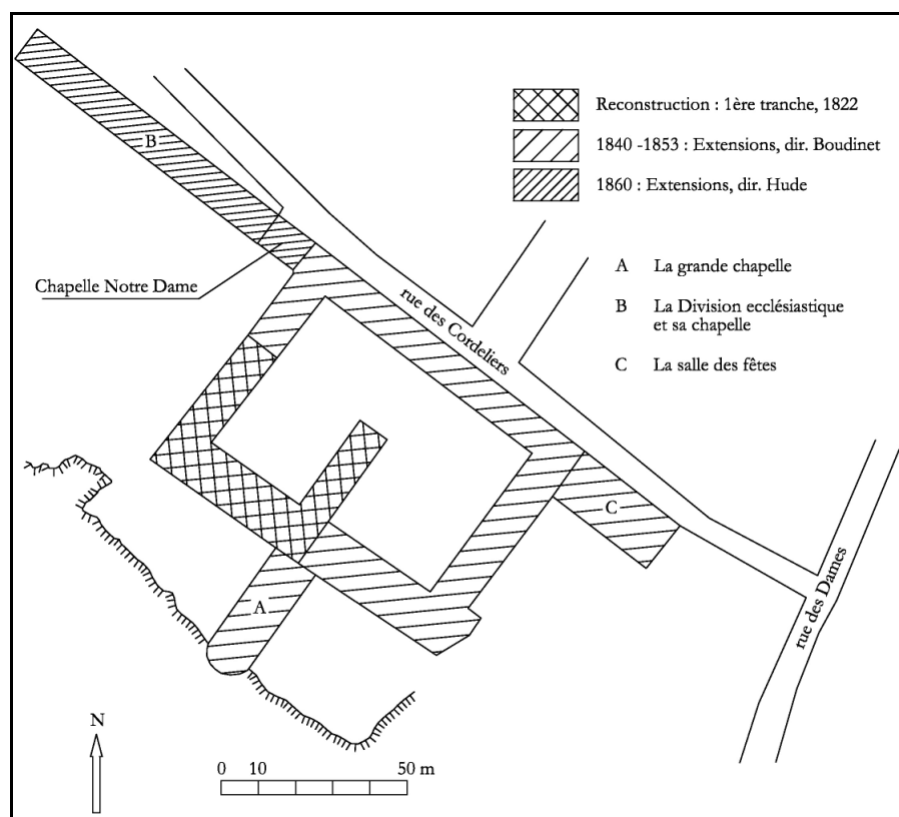 Reconstruction : 1ère tranche, 1822
1840 -1853 : Extensions, dir. Boudinet
1860 : Extensions, dir. Hude
A La grande chapelle
B La Division ecclésiastique
et sa chapelle
C La salle des fêtes
B
Chapelle Notre Dame
rue des Cordeliers
C
A
rue des Dames
N
0 10 50 m